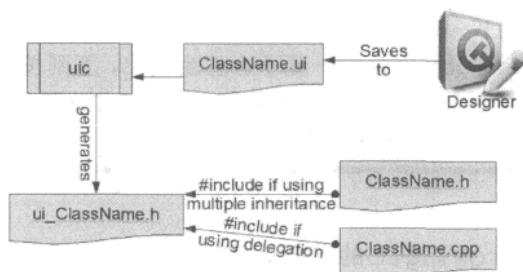 uic
ClassName.ui
Saves
to
Designer
generates
ui_ClassName.h
#include if using
multiple inheritance
ClassName.h
#include if
using delegation
ClassName.cpp